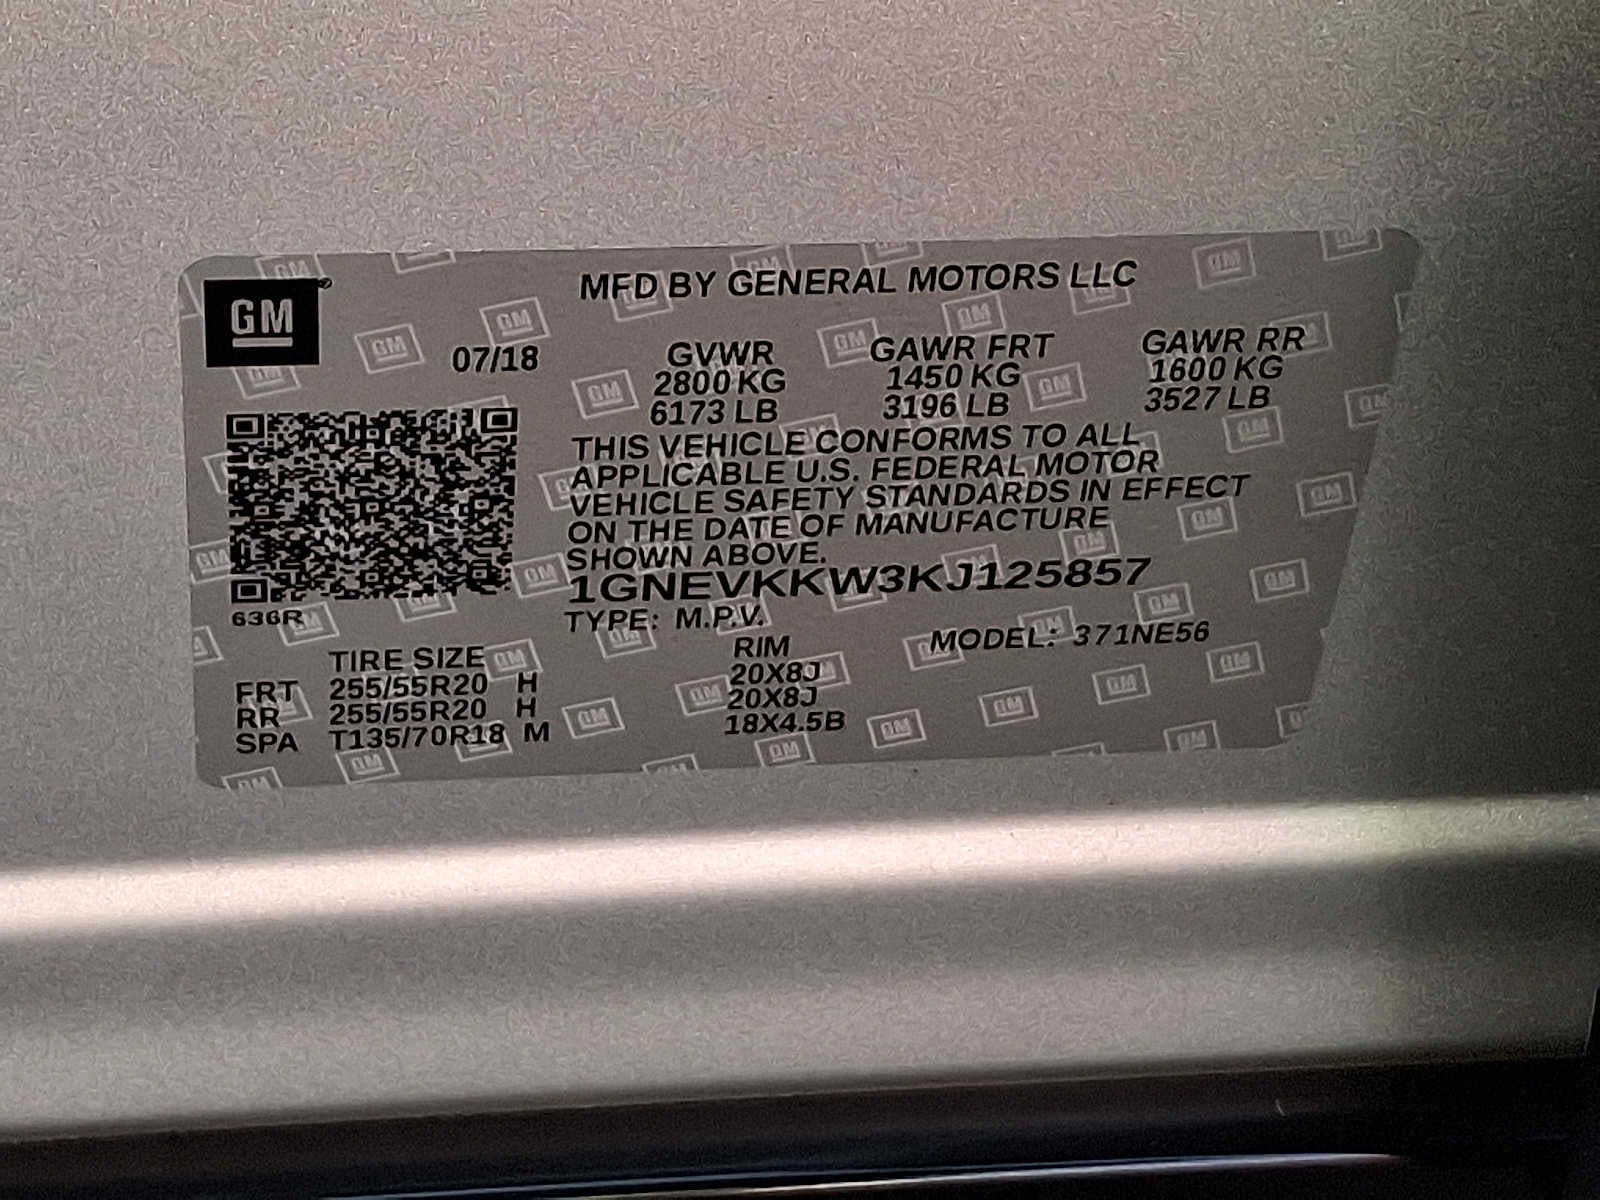 GM
MFD BY GENERAL MOTORS LLC
07/18
GVWR GAWR FRT GAWR RR
2800 KG 1450 KG 1600 KG
6173 LB 3196 LB 3527 LB
THIS VEHICLE CONFORMS TO ALL
APPLICABLE U.S. FEDERAL MOTOR
VEHICLE SAFETY STANDARDS IN EFFECT
ON THE DATE OF MANUFACTURE
SHOWN ABOVE.
1GNEVKKW3KJ125857
636R
TYPE: M.P.V. MODEL: 371NE56
TIRE SIZE RIM
FRT 255/55R20 H 20X8J
RR 255/55R20 H 20X8J
SPA T135/70R18 M 18X4.5B